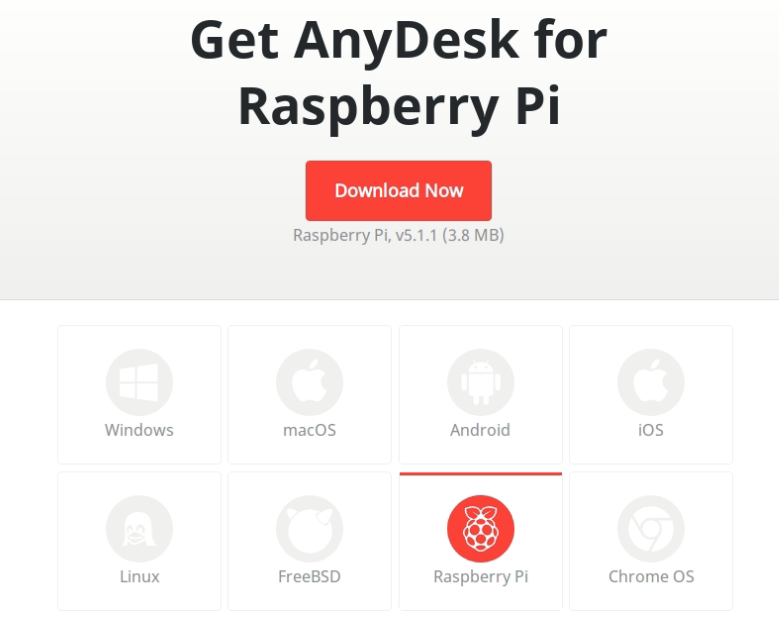 Get AnyDesk for
Raspberry Pi
Download Now
Raspberry Pi, v5.1.1 (3.8 MB)
Windows
macOS
Android
iOS
Linux
FreeBSD
Raspberry Pi
Chrome OS